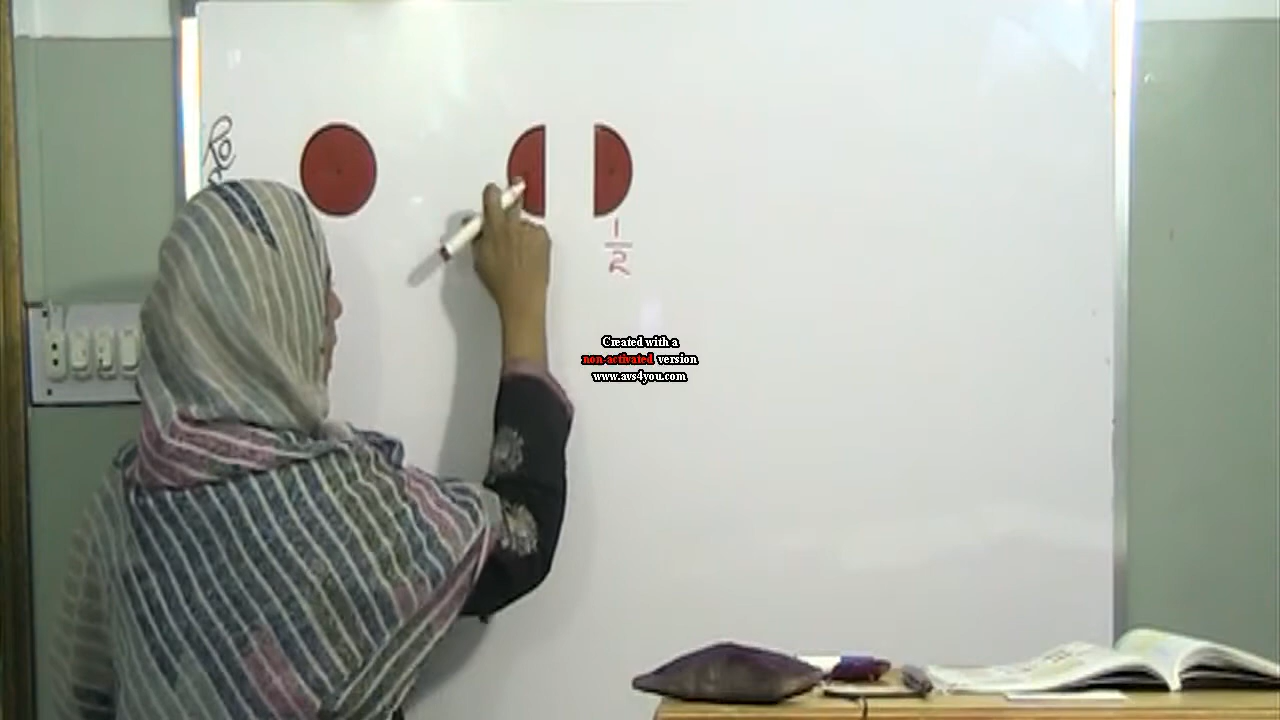 1
2
Created with a
non-activated version
www.avs4you.com